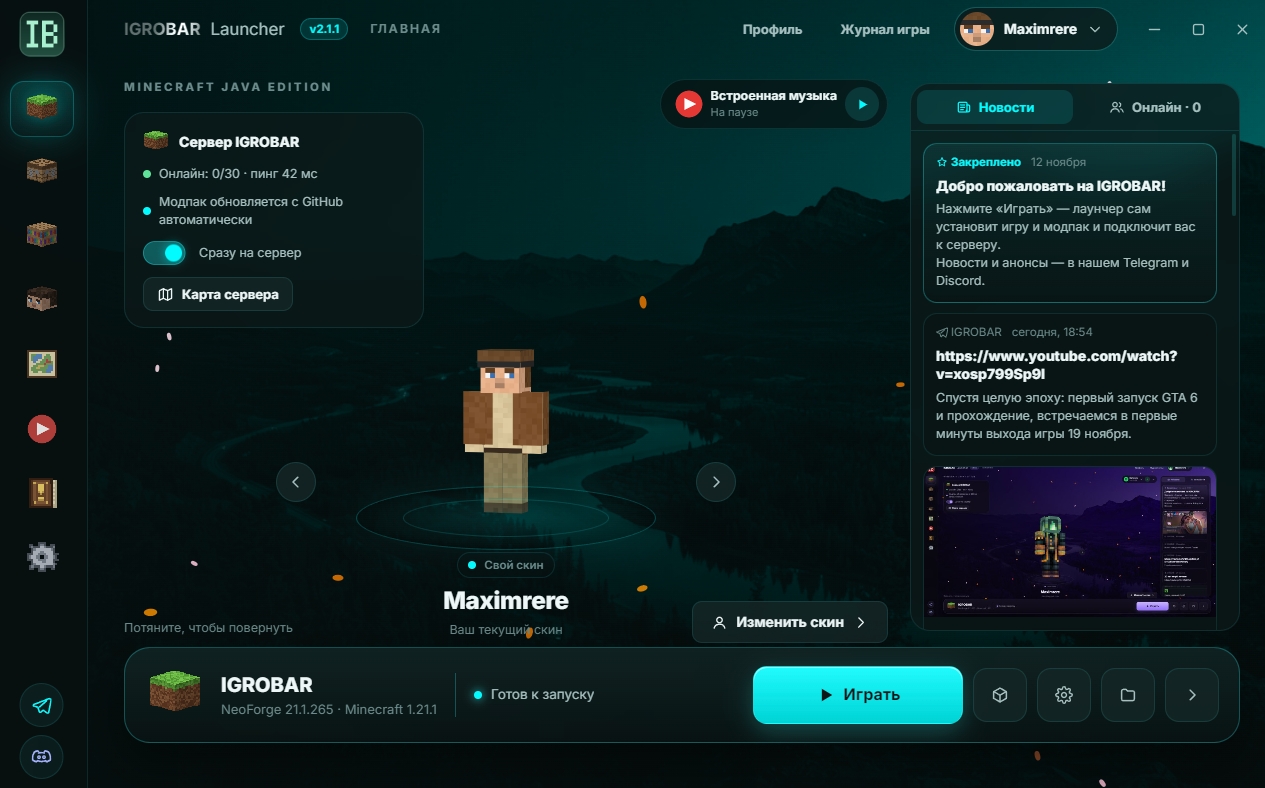 IB
IGROBAR Launcher
v2.1.1
ГЛАВНАЯ
Профиль
Журнал игры
Maximrere
MINECRAFT JAVA EDITION
Сервер IGROBAR
Онлайн: 0/30 · пинг 42 мс
Модпак обновляется с GitHub
автоматически
Сразу на сервер
Карта сервера
Встроенная музыка
На паузе
Новости
Онлайн · 0
Закреплено 12 ноября
Добро пожаловать на IGROBAR!
Нажмите «Играть» — лаунчер сам
установит игру и модпак и подключит вас
к серверу.
Новости и анонсы — в нашем Telegram и
Discord.
IGROBAR сегодня, 18:54
https://www.youtube.com/watch?
v=xosp799Sp9I
Спустя целую эпоху: первый запуск GTA 6
и прохождение, встречаемся в первые
минуты выхода игры 19 ноября.
Maximrere
Свой скин
Maximrere
Ваш текущий скин
Потяните, чтобы повернуть
Изменить скин
IGROBAR
NeoForge 21.1.265 · Minecraft 1.21.1
Готов к запуску
Играть